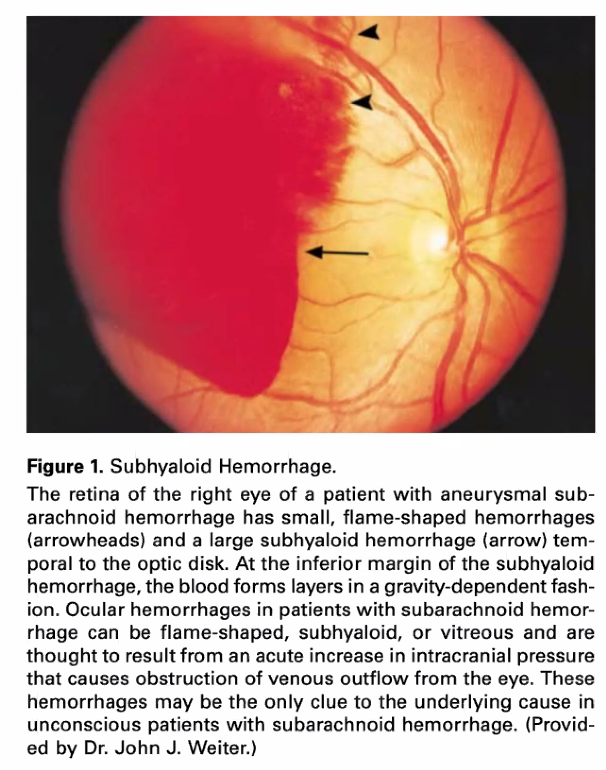 Figure 1. Subhyaloid Hemorrhage.
The retina of the right eye of a patient with aneurysmal sub-
arachnoid hemorrhage has small, flame-shaped hemorrhages
(arrowheads) and a large subhyaloid hemorrhage (arrow) tem-
poral to the optic disk. At the inferior margin of the subhyaloid
hemorrhage, the blood forms layers in a gravity-dependent fash-
ion. Ocular hemorrhages in patients with subarachnoid hemor-
rhage can be flame-shaped, subhyaloid, or vitreous and are
thought to result from an acute increase in intracranial pressure
that causes obstruction of venous outflow from the eye. These
hemorrhages may be the only clue to the underlying cause in
unconscious patients with subarachnoid hemorrhage. (Provid-
ed by Dr. John J. Weiter.)